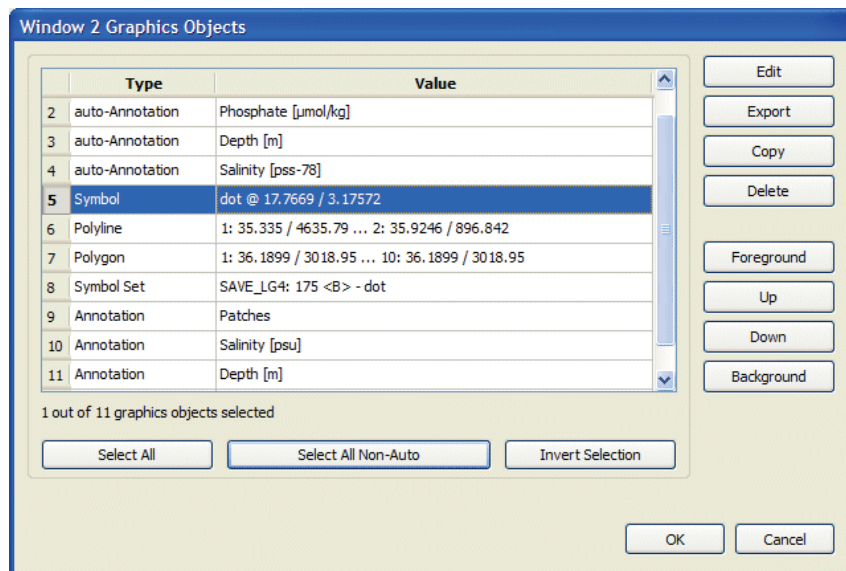 Window 2 Graphics Objects
Type Value
2 auto-Annotation Phosphate [µmol/kg]
3 auto-Annotation Depth [m]
4 auto-Annotation Salinity [pss-78]
5 Symbol dot @ 17.7669 / 3.17572
6 Polyline 1: 35.335 / 4635.79 ... 2: 35.9246 / 896.842
7 Polygon 1: 36.1899 / 3018.95 ... 10: 36.1899 / 3018.95
8 Symbol Set SAVE_LG4: 175 <B> - dot
9 Annotation Patches
10 Annotation Salinity [psu]
11 Annotation Depth [m]
1 out of 11 graphics objects selected
Select All Select All Non-Auto Invert Selection
Edit
Export
Copy
Delete
Foreground
Up
Down
Background
OK Cancel